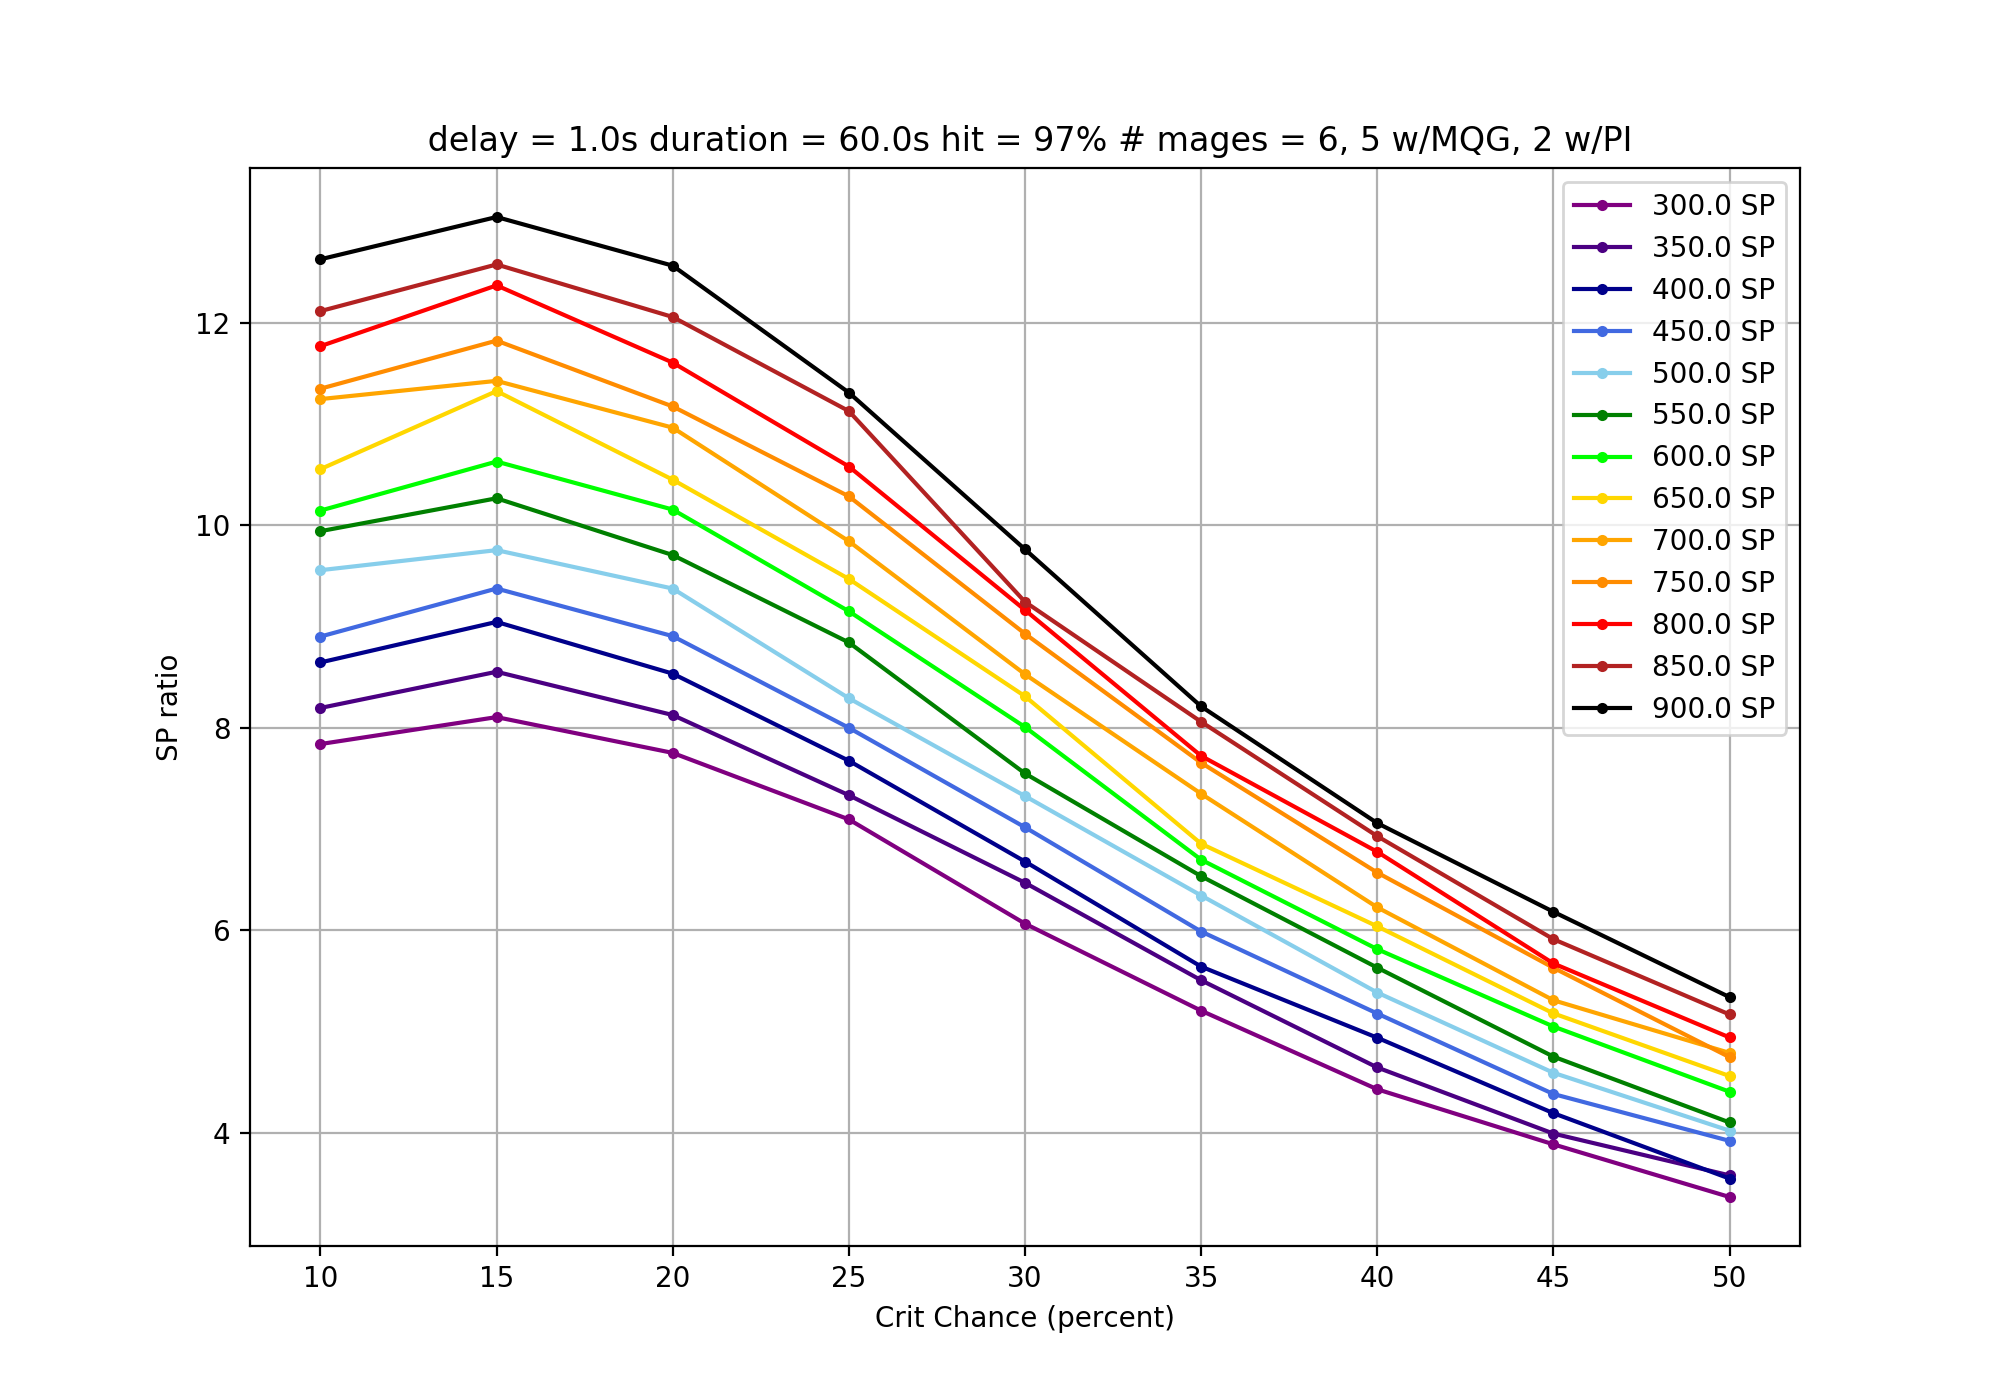 delay = 1.0s duration = 60.0s hit = 97% # mages = 6, 5 w/MQG, 2 w/PI
300.0 SP
350.0 SP
400.0 SP
450.0 SP
500.0 SP
550.0 SP
600.0 SP
650.0 SP
700.0 SP
750.0 SP
800.0 SP
850.0 SP
900.0 SP
12
10
8
6
4
SP ratio
10 15 20 25 30 35 40 45 50
Crit Chance (percent)